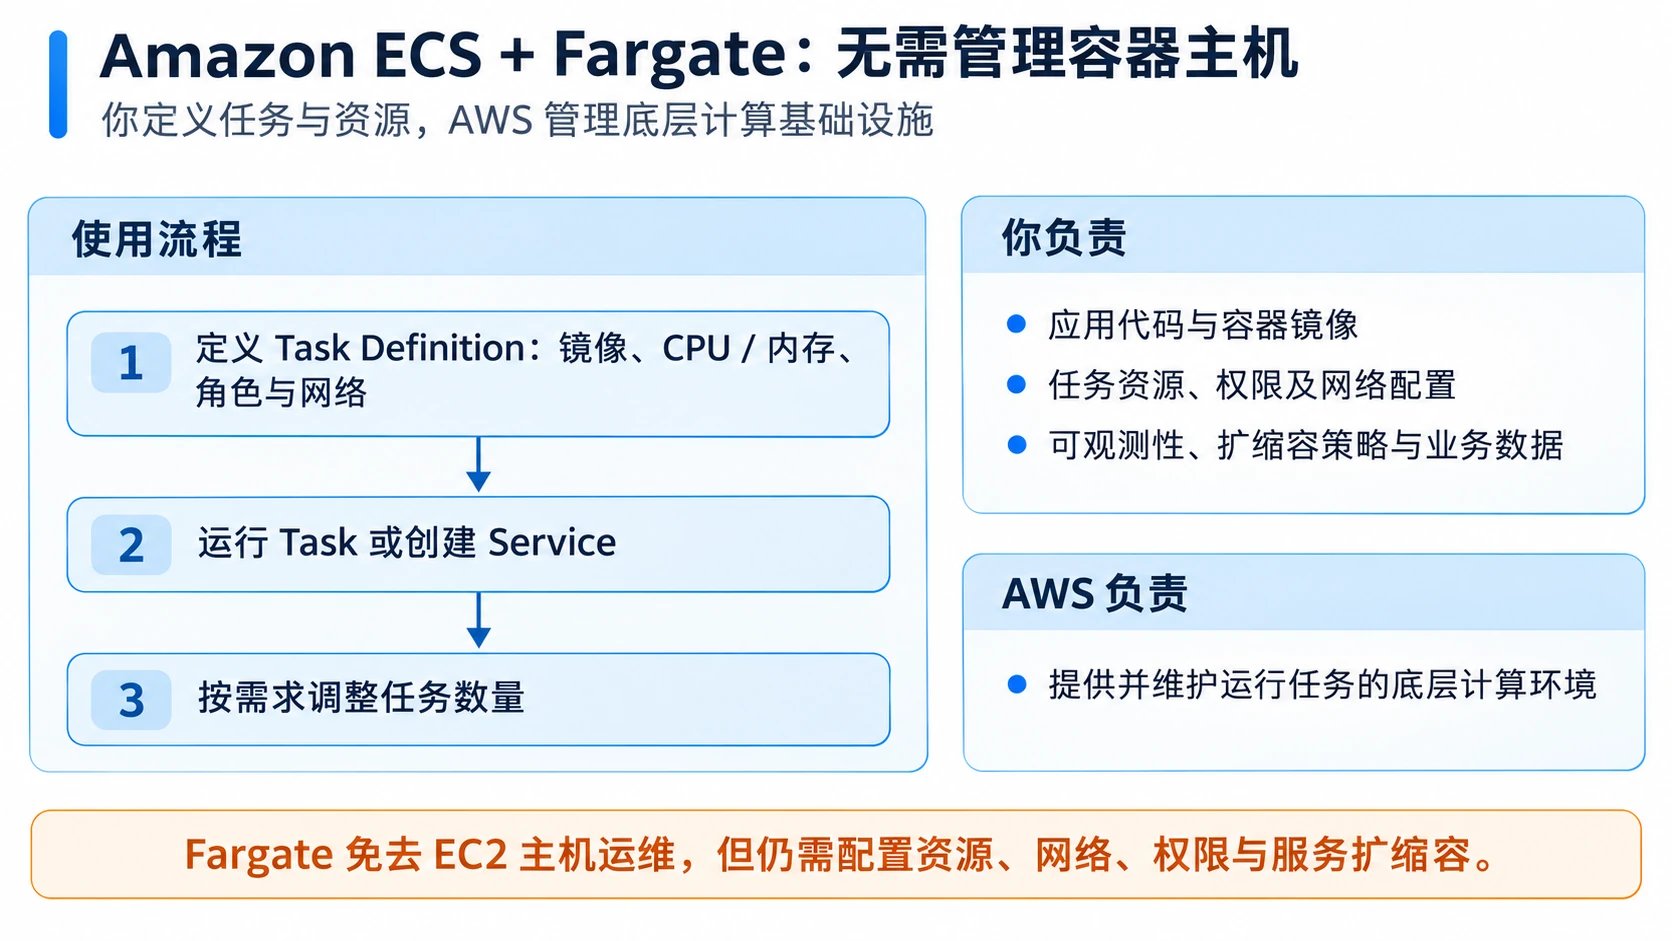 Amazon ECS + Fargate：无需管理容器主机
你定义任务与资源，AWS 管理底层计算基础设施
使用流程
1
定义 Task Definition：镜像、CPU / 内存、
角色与网络
2
运行 Task 或创建 Service
3
按需求调整任务数量
你负责
应用代码与容器镜像
任务资源、权限及网络配置
可观测性、扩缩容策略与业务数据
AWS 负责
提供并维护运行任务的底层计算环境
Fargate 免去 EC2 主机运维，但仍需配置资源、网络、权限与服务扩缩容。